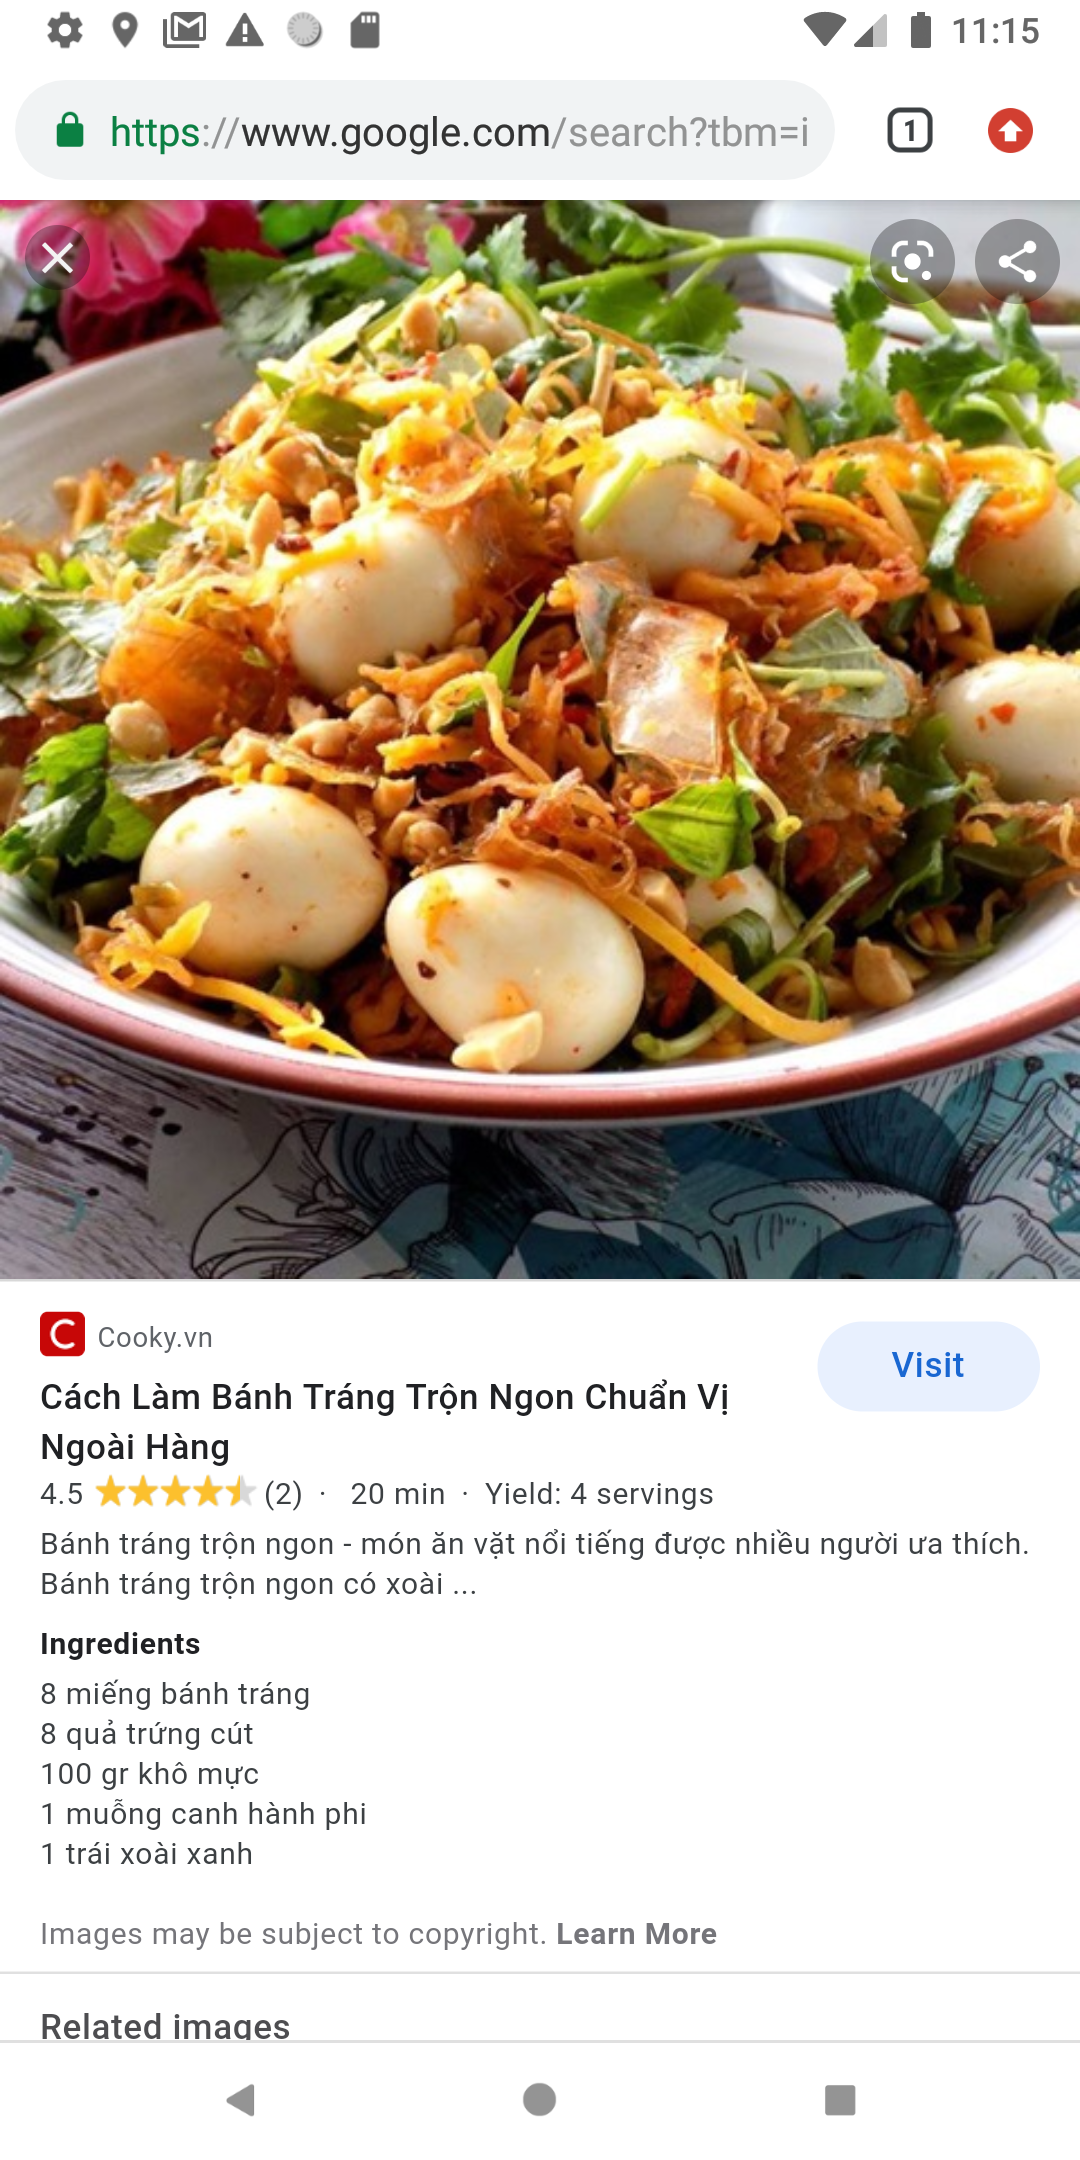 11:15
https://www.google.com/search?tbm=i
1
Cooky.vn
Visit
Cách Làm Bánh Tráng Trộn Ngon Chuẩn Vị
Ngoài Hàng
4.5 (2) · 20 min · Yield: 4 servings
Bánh tráng trộn ngon - món ăn vặt nổi tiếng được nhiều người ưa thích.
Bánh tráng trộn ngon có xoài ...
Ingredients
8 miếng bánh tráng
8 quả trứng cút
100 gr khô mực
1 muỗng canh hành phi
1 trái xoài xanh
Images may be subject to copyright. Learn More
Related images